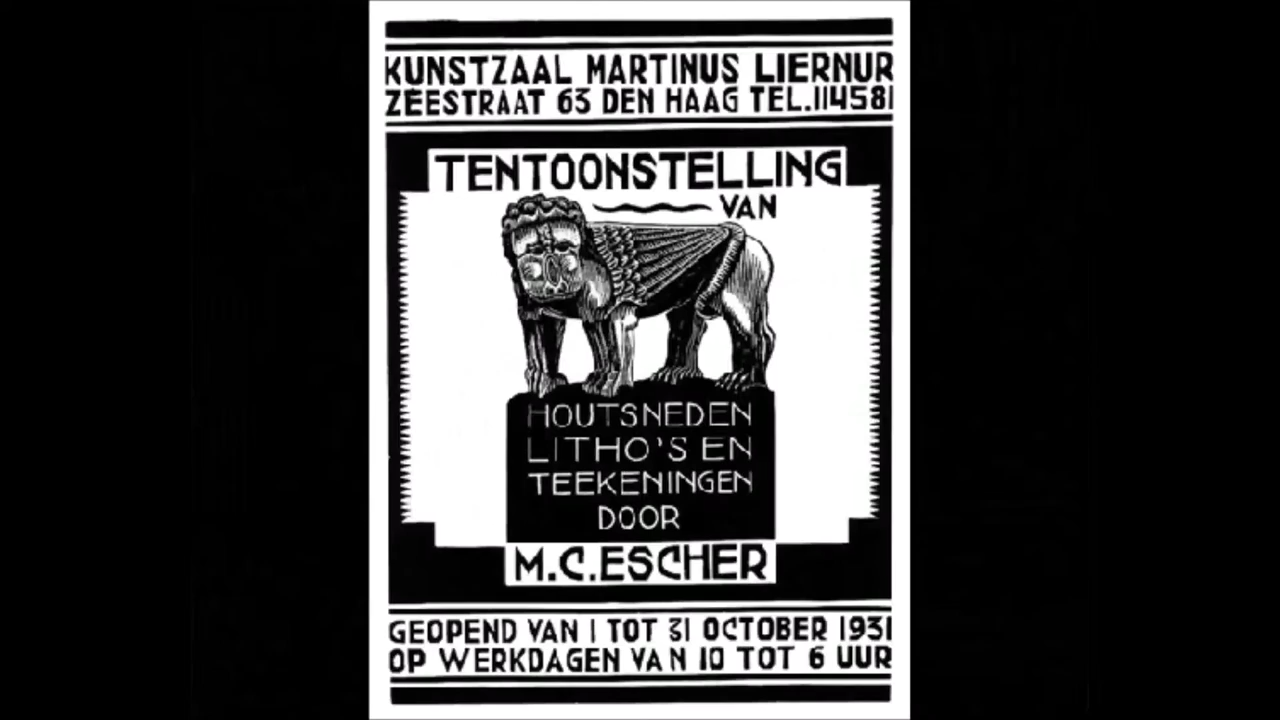 KUNSTZAAL MARTINUS LIERNUR
ZEESTRAAT 63 DEN HAAG TEL.114581
TENTOONSTELLING
VAN
HOUTSNEDEN
LITHO'S EN
TEEKENINGEN
DOOR
M.C.ESCHER
GEOPEND VAN 1 TOT 31 OCTOBER 1931
OP WERKDAGEN VAN 10 TOT 6 UUR